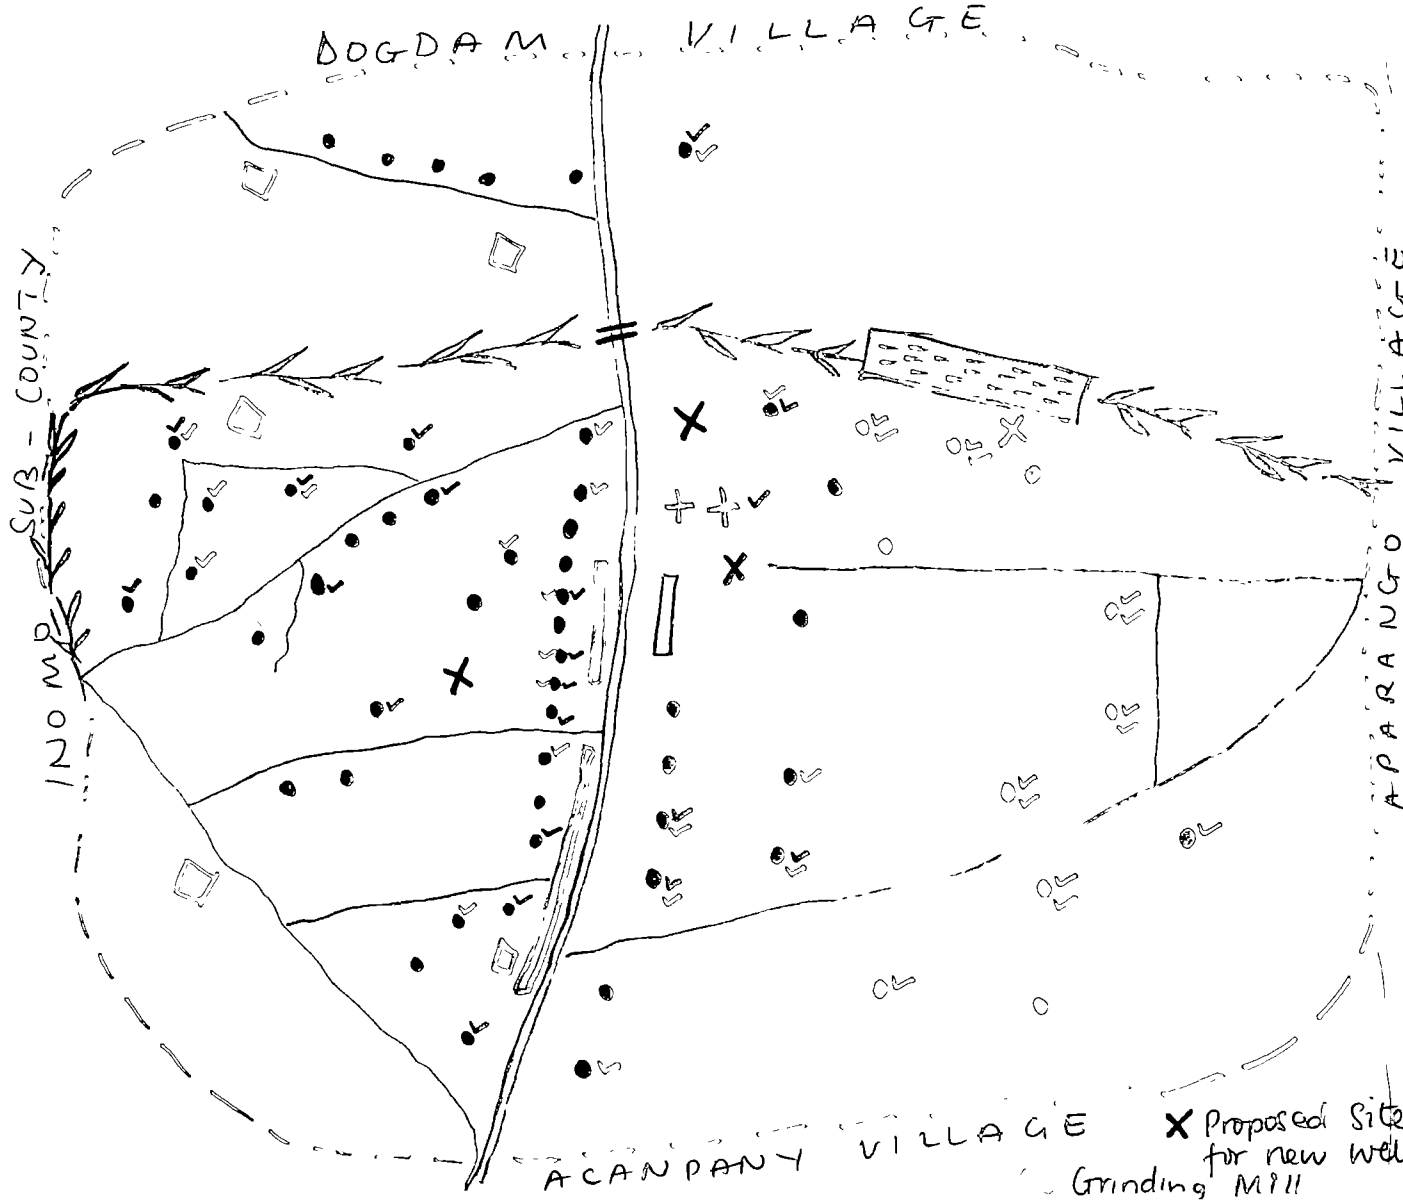 DOGDAM VILLAGE
INOMO SUB-COUNTY
APARANGO VILLAGE
ACANPANY VILLAGE
X Proposed Site
for new well
Grinding Mill